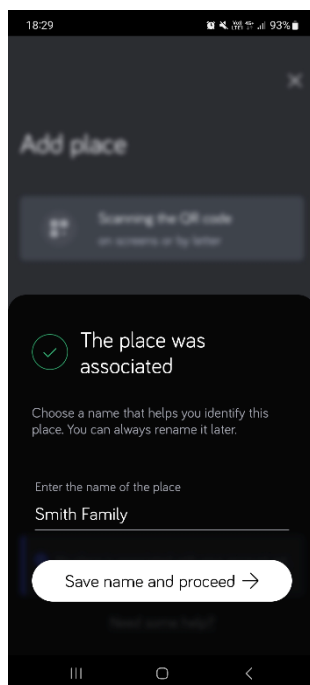 18:29
93%
Add place
Scanning the QR code
on screens or by letter
The place was
associated
Choose a name that helps you identify this
place. You can always rename it later.
Enter the name of the place
Smith Family
Save name and proceed →
Need some help?